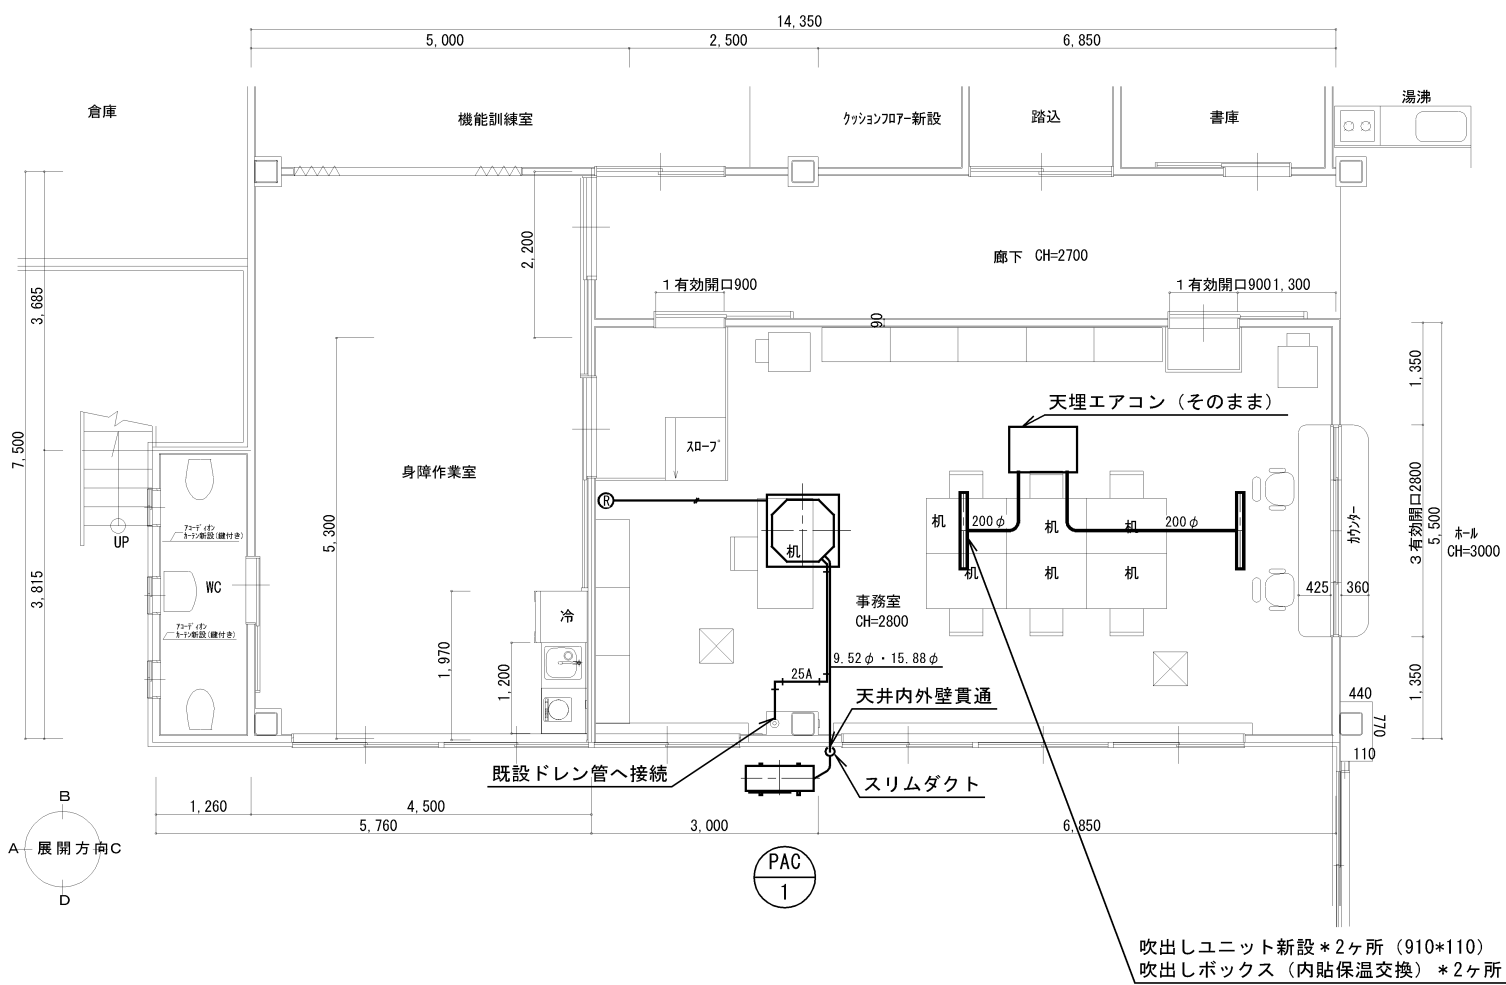 14,350
5,000
2,500
6,850
倉庫
機能訓練室
クッションフロアー新設
踏込
書庫
湯沸
廊下 CH=2700
2,200
1有効開口900
1有効開口900
1,300
90
3,685
7,500
3,815
1,350
3有効開口2800
5,500
1,350
天埋エアコン（そのまま）
スロープ
身障作業室
5,300
R
机
200φ
机
机
200φ
机
机
机
机
カウンター
ホール
CH=3000
UP
アコーディオン
カーテン新設(鍵付き)
WC
アコーディオン
カーテン新設(鍵付き)
冷
1,970
1,200
事務室
CH=2800
425
360
9.52φ・15.88φ
25A
天井内外壁貫通
440
770
110
既設ドレン管へ接続
スリムダクト
1,260
4,500
5,760
3,000
6,850
B
A 展開方向 C
D
PAC
1
吹出しユニット新設＊2ヶ所（910*110）
吹出しボックス（内貼保温交換）＊2ヶ所